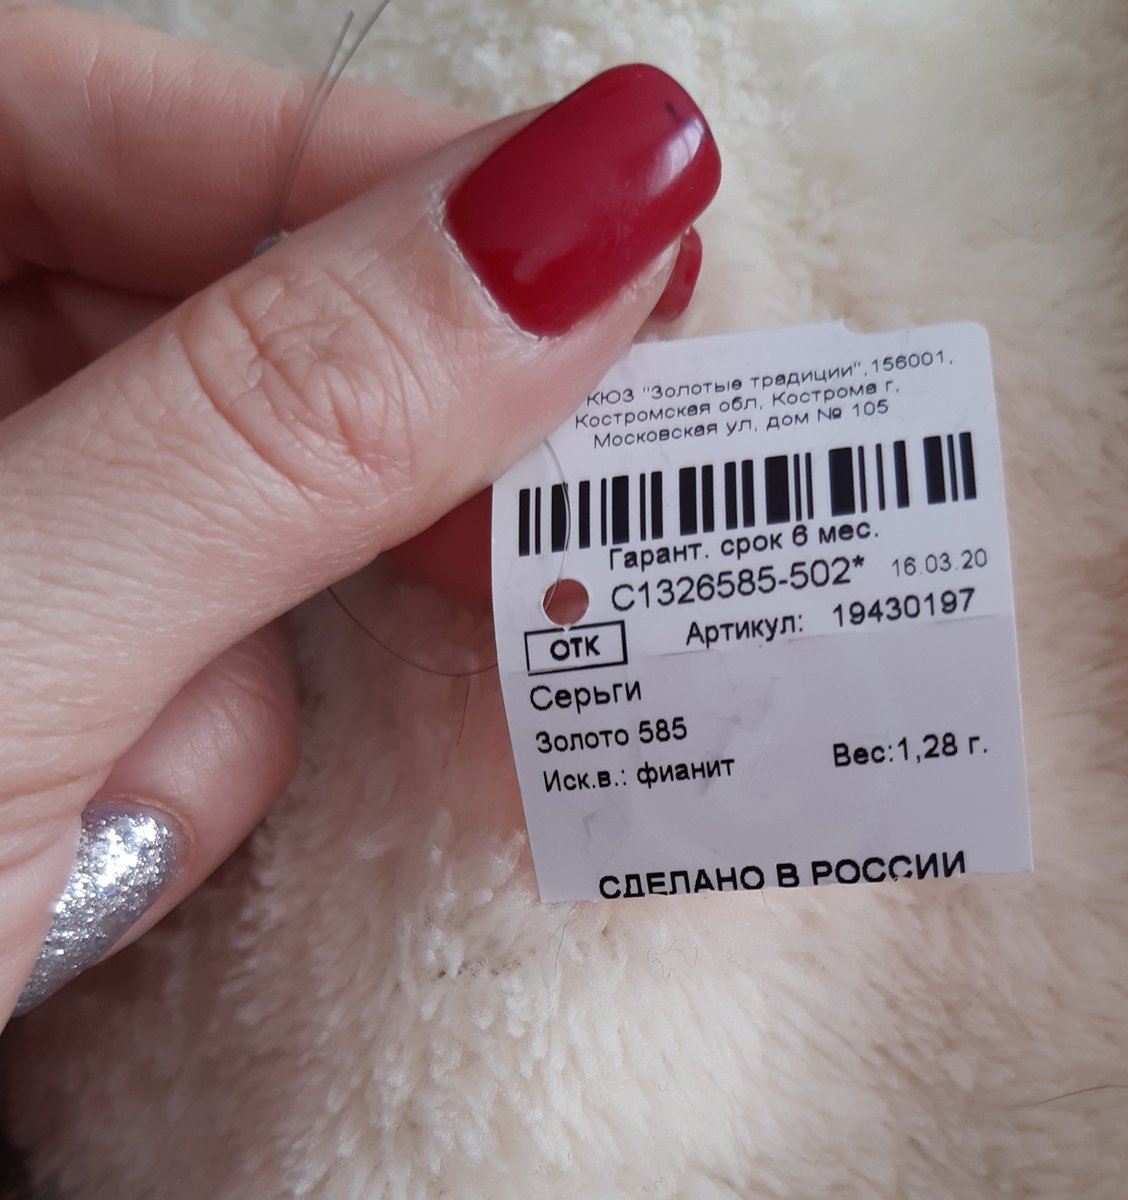 КЮЗ "Золотые традиции",156001,
Костромская обл, Кострома г.
Московская ул, дом № 105
Гарант. срок 6 мес.
С1326585-502* 16.03.20
Артикул: 19430197
ОТК
Серьги
Золото 585
Иск.в.: фианит Вес:1,28 г.
СДЕЛАНО В РОССИИ